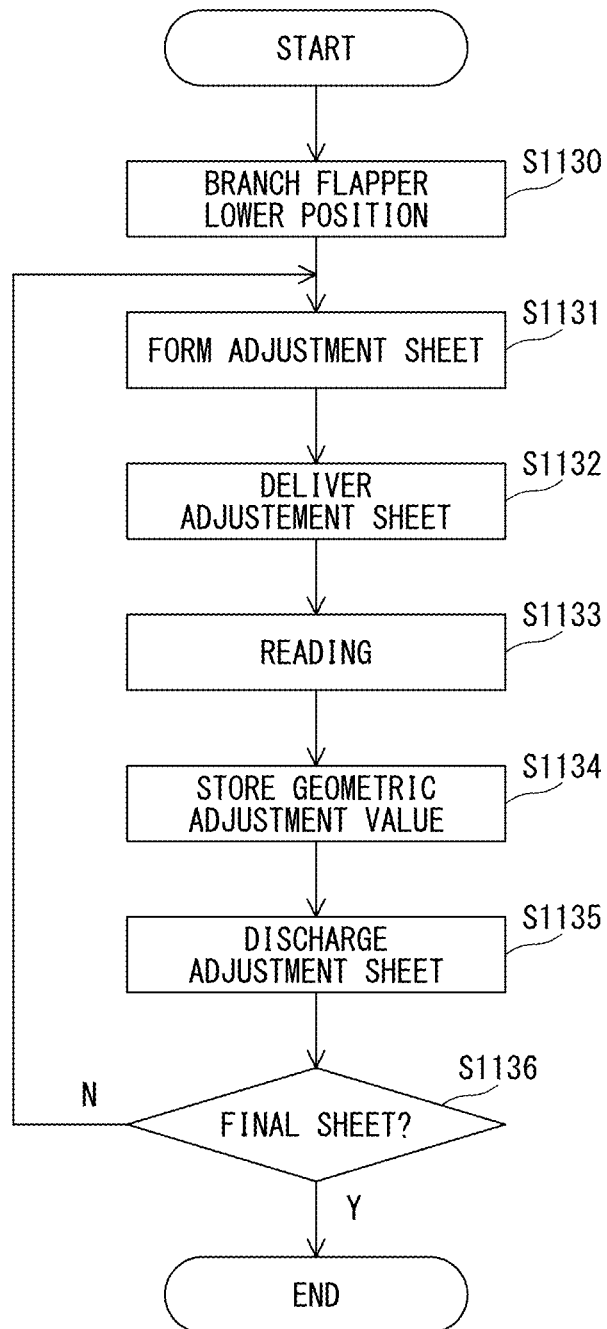 START
S1130
BRANCH FLAPPER
LOWER POSITION
S1131
FORM ADJUSTMENT SHEET
S1132
DELIVER
ADJUSTEMENT SHEET
S1133
READING
S1134
STORE GEOMETRIC
ADJUSTMENT VALUE
S1135
DISCHARGE
ADJUSTMENT SHEET
S1136
N
FINAL SHEET?
Y
END